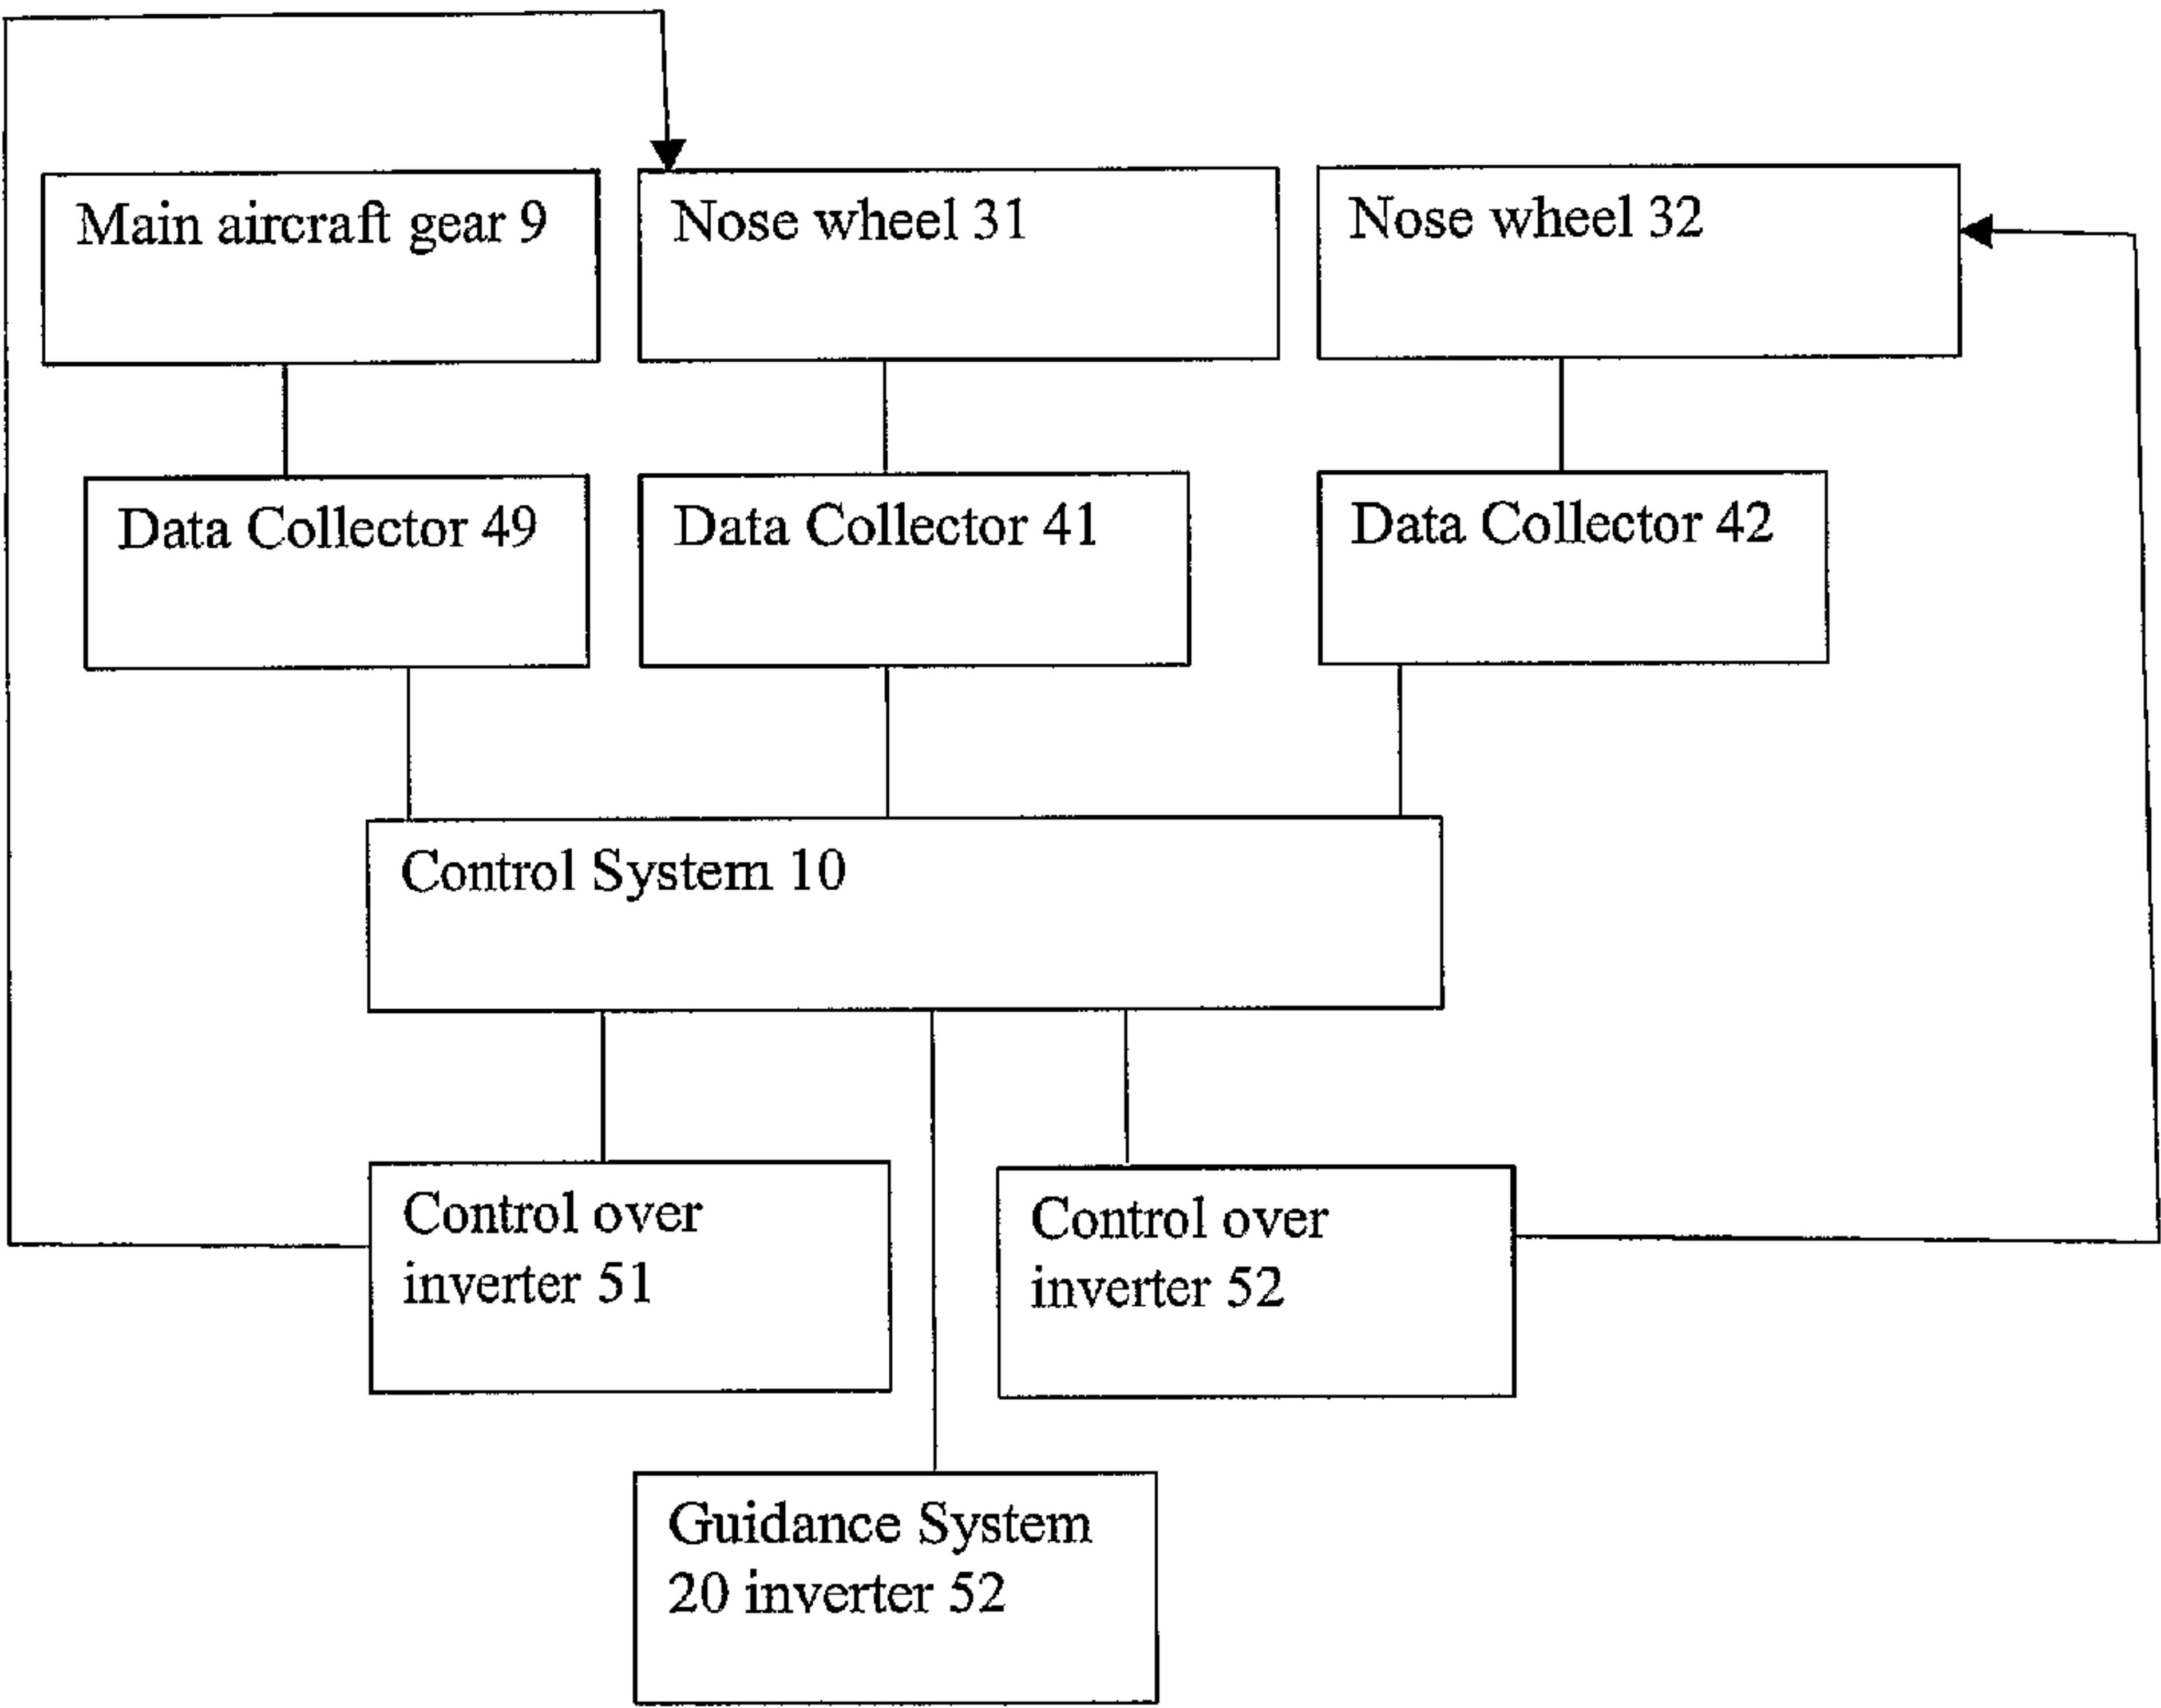 Main aircraft gear 9
Nose wheel 31
Nose wheel 32
Data Collector 49
Data Collector 41
Data Collector 42
Control System 10
Control over
inverter 51
Control over
inverter 52
Guidance System
20 inverter 52